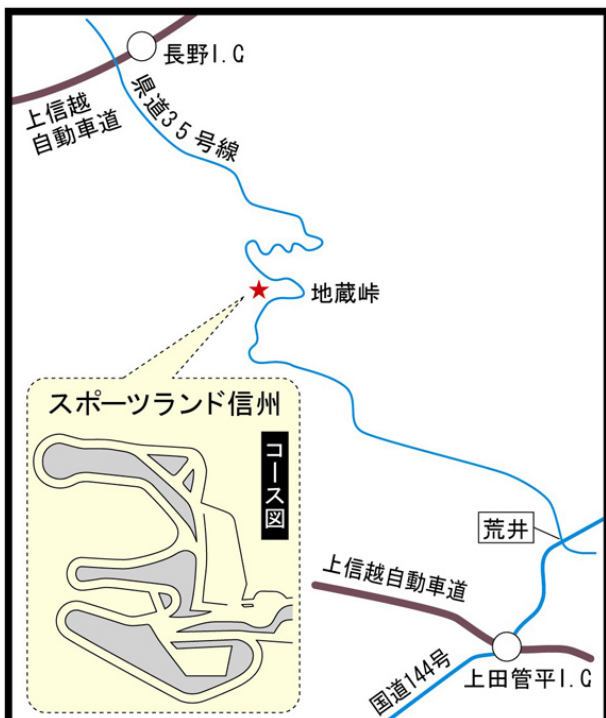 長野I.C
上信越
自動車道
県道35号線
地蔵峠
スポーツランド信州
コース図
荒井
上信越自動車道
上田管平I.C
国道144号